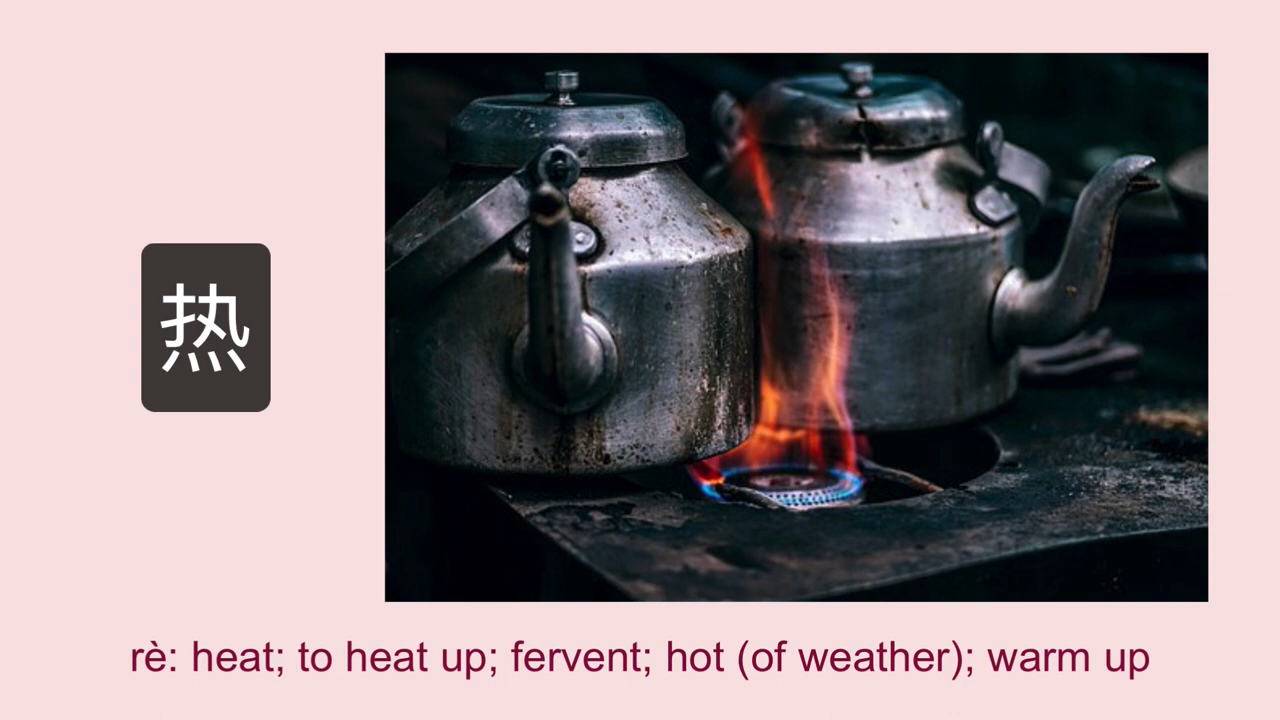 热
rè: heat; to heat up; fervent; hot (of weather); warm up